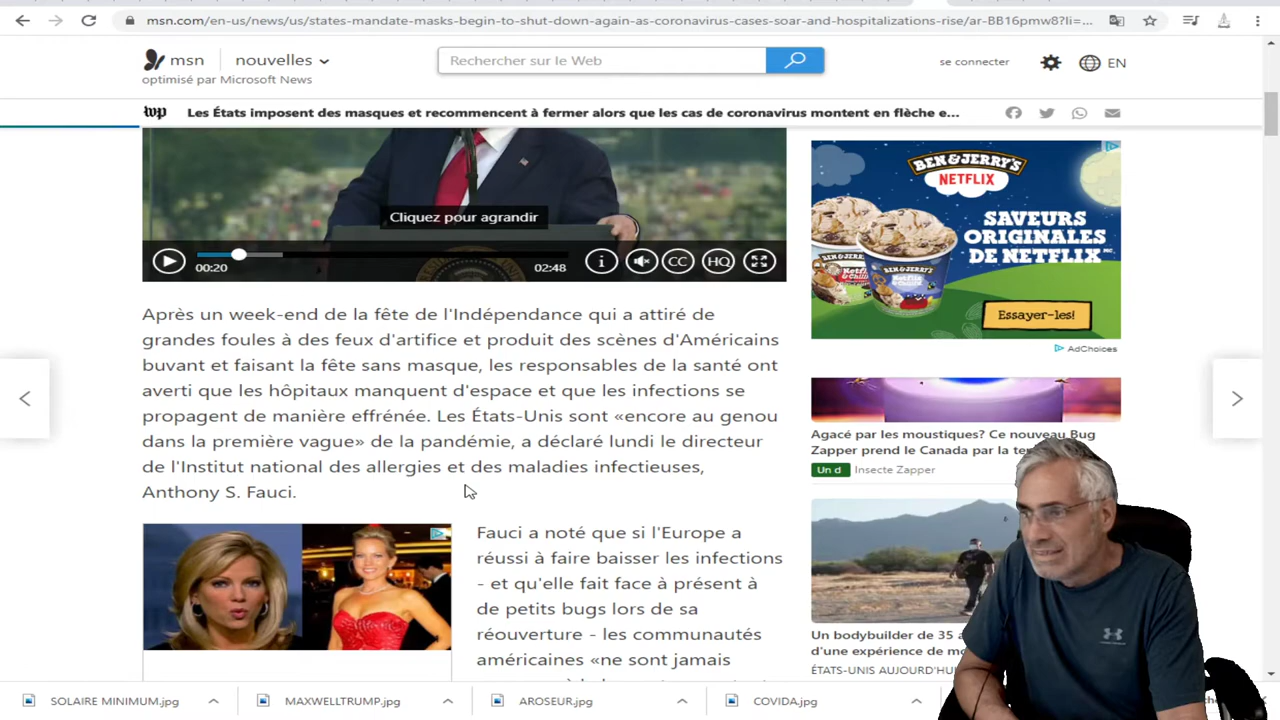 msn.com/en-us/news/us/states-mandate-masks-begin-to-shut-down-again-as-coronavirus-cases-soar-and-hospitalizations-rise/ar-BB16pmw8?li=...
msn
nouvelles
optimisé par Microsoft News
Rechercher sur le Web
se connecter
EN
wp
Les États imposent des masques et recommencent à fermer alors que les cas de coronavirus montent en flèche e...
Cliquez pour agrandir
00:20
02:48
i
CC
HQ
BEN & JERRY'S
NETFLIX
SAVEURS
ORIGINALES
DE NETFLIX
Essayer-les!
AdChoices
Après un week-end de la fête de l'Indépendance qui a attiré de
grandes foules à des feux d'artifice et produit des scènes d'Américains
buvant et faisant la fête sans masque, les responsables de la santé ont
averti que les hôpitaux manquent d'espace et que les infections se
propagent de manière effrénée. Les États-Unis sont «encore au genou
dans la première vague» de la pandémie, a déclaré lundi le directeur
de l'Institut national des allergies et des maladies infectieuses,
Anthony S. Fauci.
Agacé par les moustiques? Ce nouveau Bug
Zapper prend le Canada par la
Un d
Insecte Zapper
Fauci a noté que si l'Europe a
réussi à faire baisser les infections
- et qu'elle fait face à présent à
de petits bugs lors de sa
réouverture - les communautés
américaines «ne sont jamais
Un bodybuilder de 35
d'une expérience de
ÉTATS-UNIS AUJOURD'HU
SOLAIRE MINIMUM.jpg
MAXWELLTRUMP.jpg
AROSEUR.jpg
COVIDA.jpg